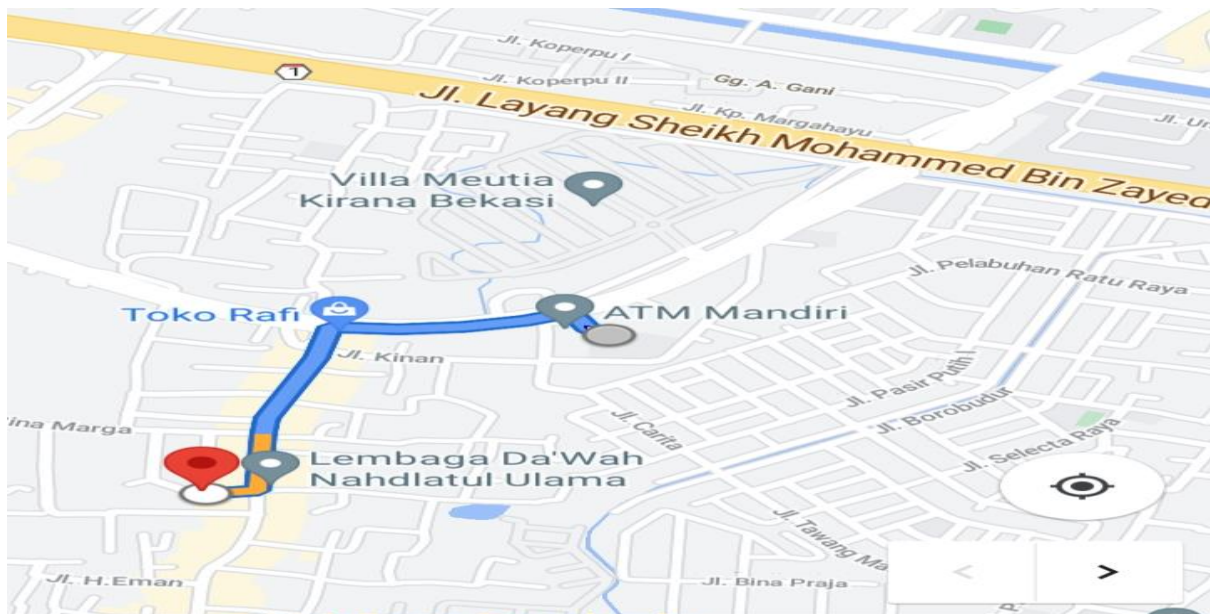 Jl. Koperpu I
Jl. Koperpu II
Gg. A. Gani
1
Jl. Layang Sheikh Mohammed Bin Zayed
Jl. Kp. Margahayu
Villa Meutia
Kirana Bekasi
Jl. Pelabuhan Ratu Raya
Toko Rafi
ATM Mandiri
Jl. Kinan
Jl. Pasir Putih I
Jl. Carita
Jl. Borobudur
Jl. Selecta Raya
Marga
Lembaga Da'Wah
Nahdlatul Ulama
Jl. Tawang
Jl. H.Eman
Jl. Bina Praja